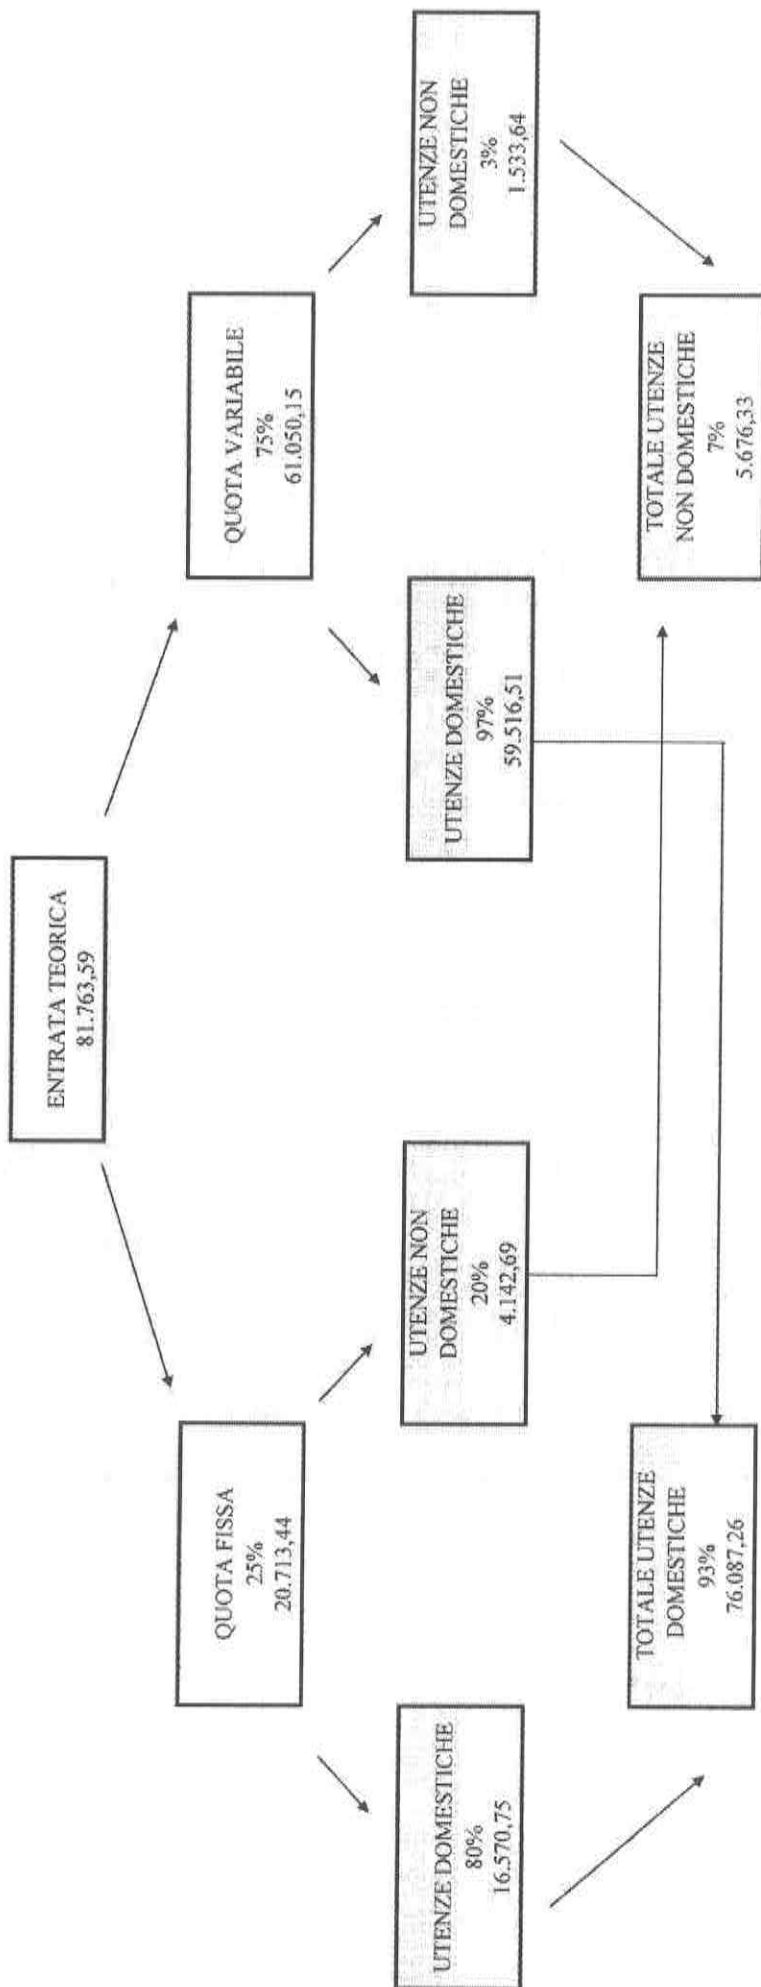 ENTRATA TEORICA
81.763,59
QUOTA FISSA
25%
20.713,44
QUOTA VARIABILE
75%
61.050,15
UTENZE DOMESTICHE
80%
16.570,75
UTENZE NON
DOMESTICHE
20%
4.142,69
UTENZE DOMESTICHE
97%
59.516,51
UTENZE NON
DOMESTICHE
3%
1.533,64
TOTALE UTENZE
DOMESTICHE
93%
76.087,26
TOTALE UTENZE
NON DOMESTICHE
7%
5.676,33